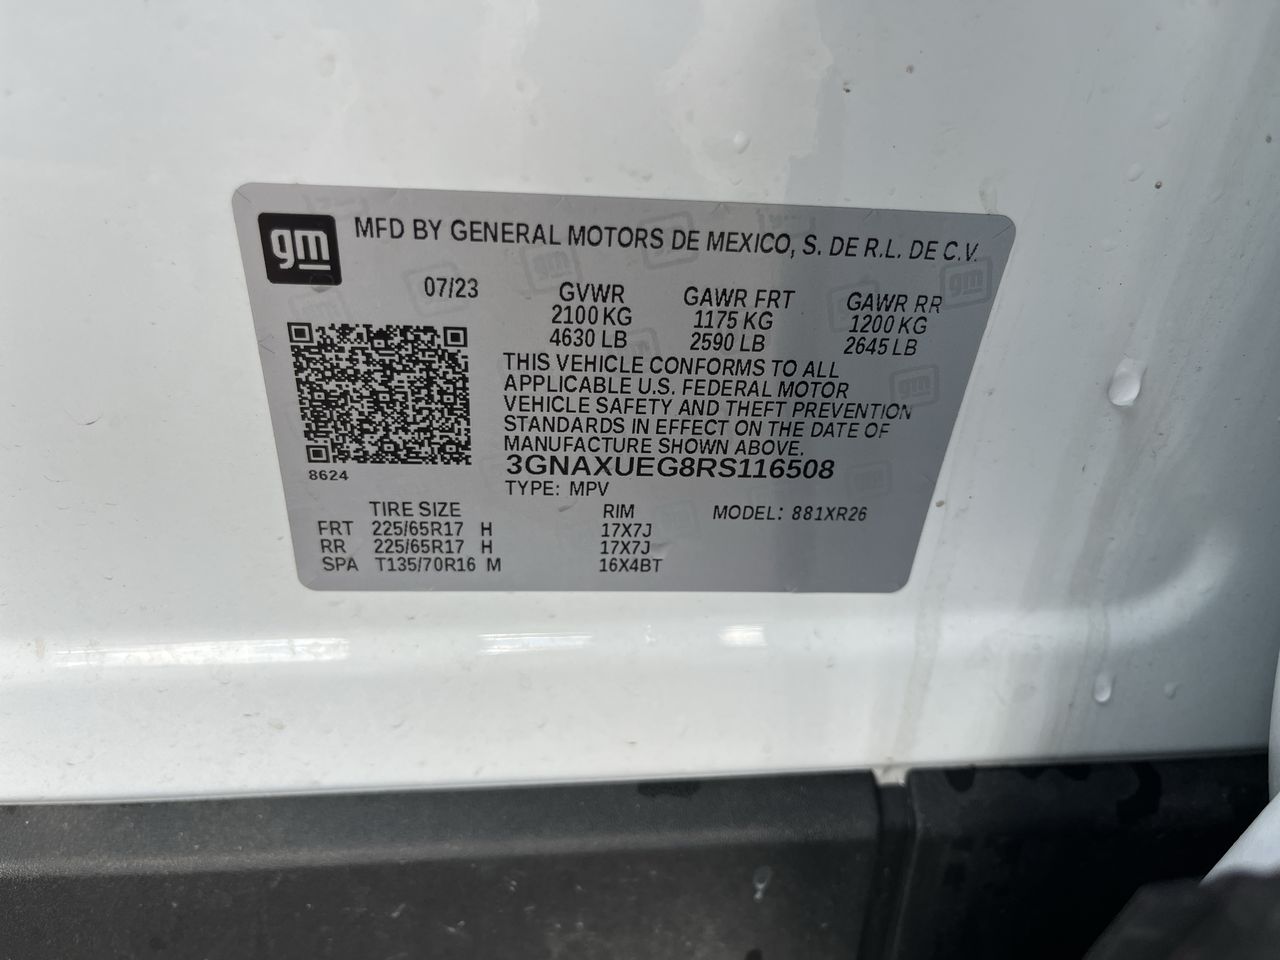 gm MFD BY GENERAL MOTORS DE MEXICO, S. DE R.L. DE C.V.
07/23 GVWR GAWR FRT GAWR RR
2100 KG 1175 KG 1200 KG
4630 LB 2590 LB 2645 LB
THIS VEHICLE CONFORMS TO ALL
APPLICABLE U.S. FEDERAL MOTOR
VEHICLE SAFETY AND THEFT PREVENTION
STANDARDS IN EFFECT ON THE DATE OF
MANUFACTURE SHOWN ABOVE.
3GNAXUEG8RS116508
8624
TYPE: MPV
TIRE SIZE RIM MODEL: 881XR26
FRT 225/65R17 H 17X7J
RR 225/65R17 H 17X7J
SPA T135/70R16 M 16X4BT